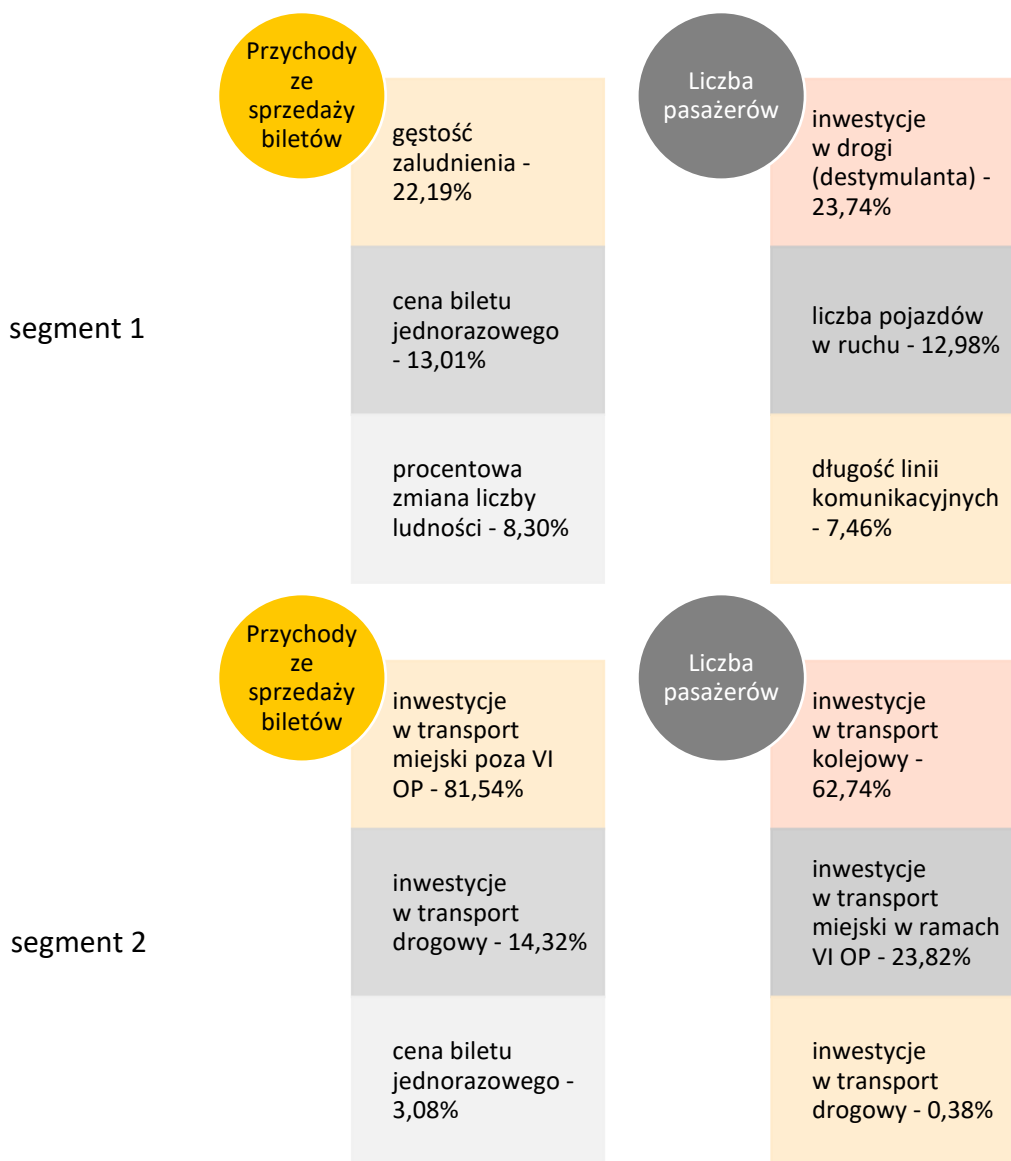 Przychody
ze
sprzedaży
biletów
gęstość
zaludnienia -
22,19%
cena biletu
jednorazowego
- 13,01%
procentowa
zmiana liczby
ludności - 8,30%
Liczba
pasażerów
inwestycje
w drogi
(destymulanta) -
23,74%
liczba pojazdów
w ruchu - 12,98%
długość linii
komunikacyjnych
- 7,46%
segment 1
Przychody
ze
sprzedaży
biletów
inwestycje
w transport
miejski poza VI
OP - 81,54%
inwestycje
w transport
drogowy - 14,32%
cena biletu
jednorazowego -
3,08%
Liczba
pasażerów
inwestycje
w transport
kolejowy -
62,74%
inwestycje
w transport
miejski w ramach
VI OP - 23,82%
inwestycje
w transport
drogowy - 0,38%
segment 2